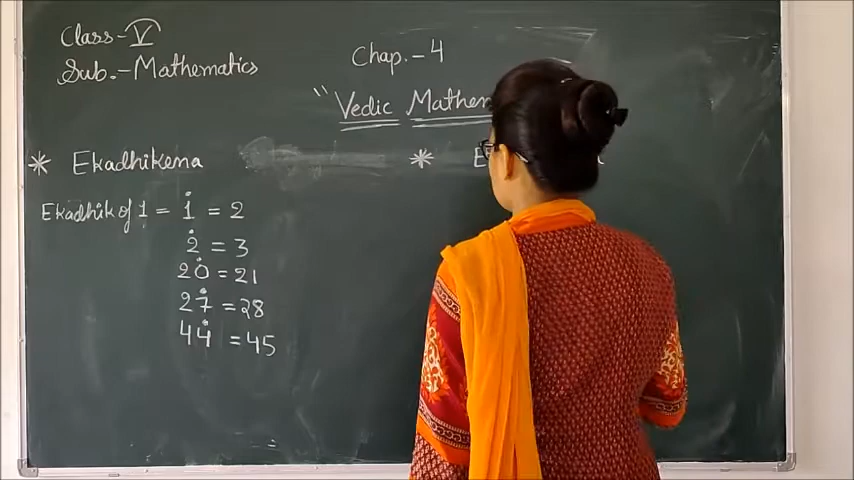 Class - V
Sub. - Mathematics
Chap. - 4
"Vedic
* Ekadhikena
*
Ekadhik of 1 = 1̇ = 2
2̇ = 3
20̇ = 21
27̇ = 28
44̇ = 45